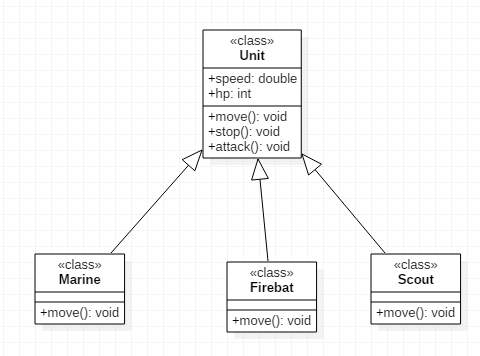 «class»
Unit
+speed: double
+hp: int
+move(): void
+stop(): void
+attack(): void
«class»
Marine
+move(): void
«class»
Firebat
+move(): void
«class»
Scout
+move(): void